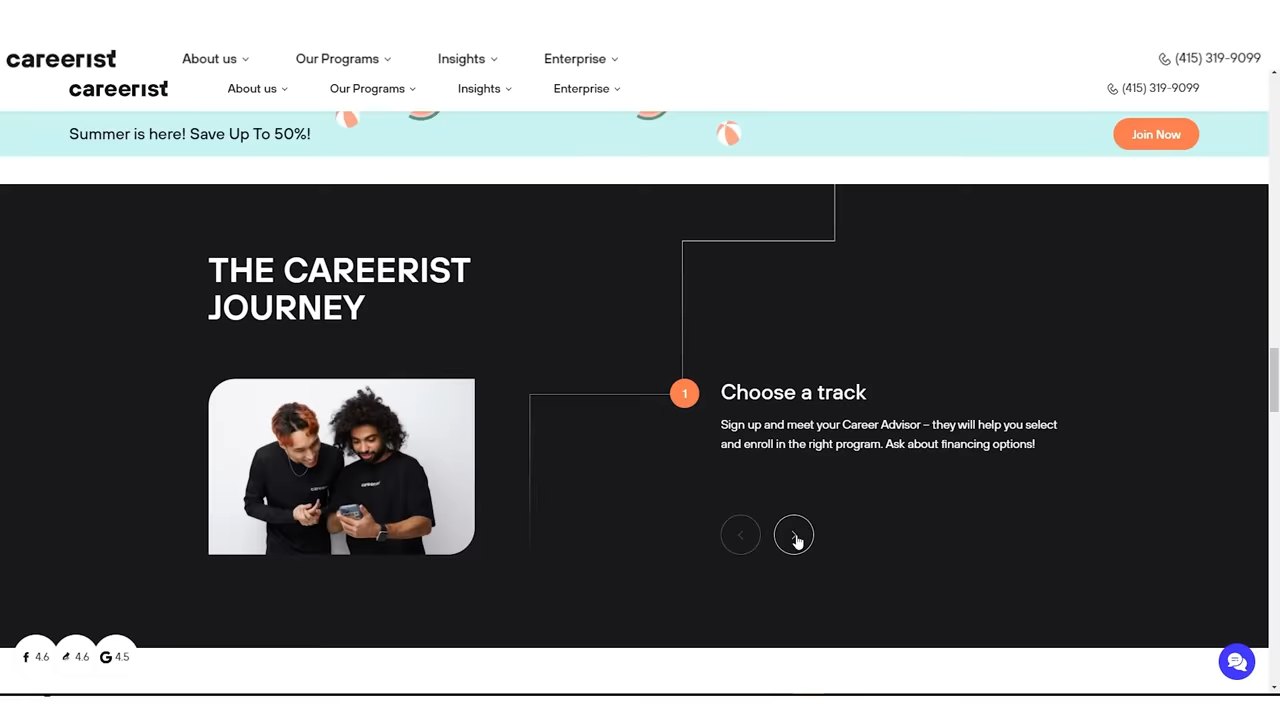 careerist About us Our Programs Insights Enterprise (415) 319-9099
careerist About us Our Programs Insights Enterprise (415) 319-9099
Summer is here! Save Up To 50%! Join Now
THE CAREERIST
JOURNEY
1 Choose a track
Sign up and meet your Career Advisor – they will help you select
and enroll in the right program. Ask about financing options!
4.6 4.6 G 4.5